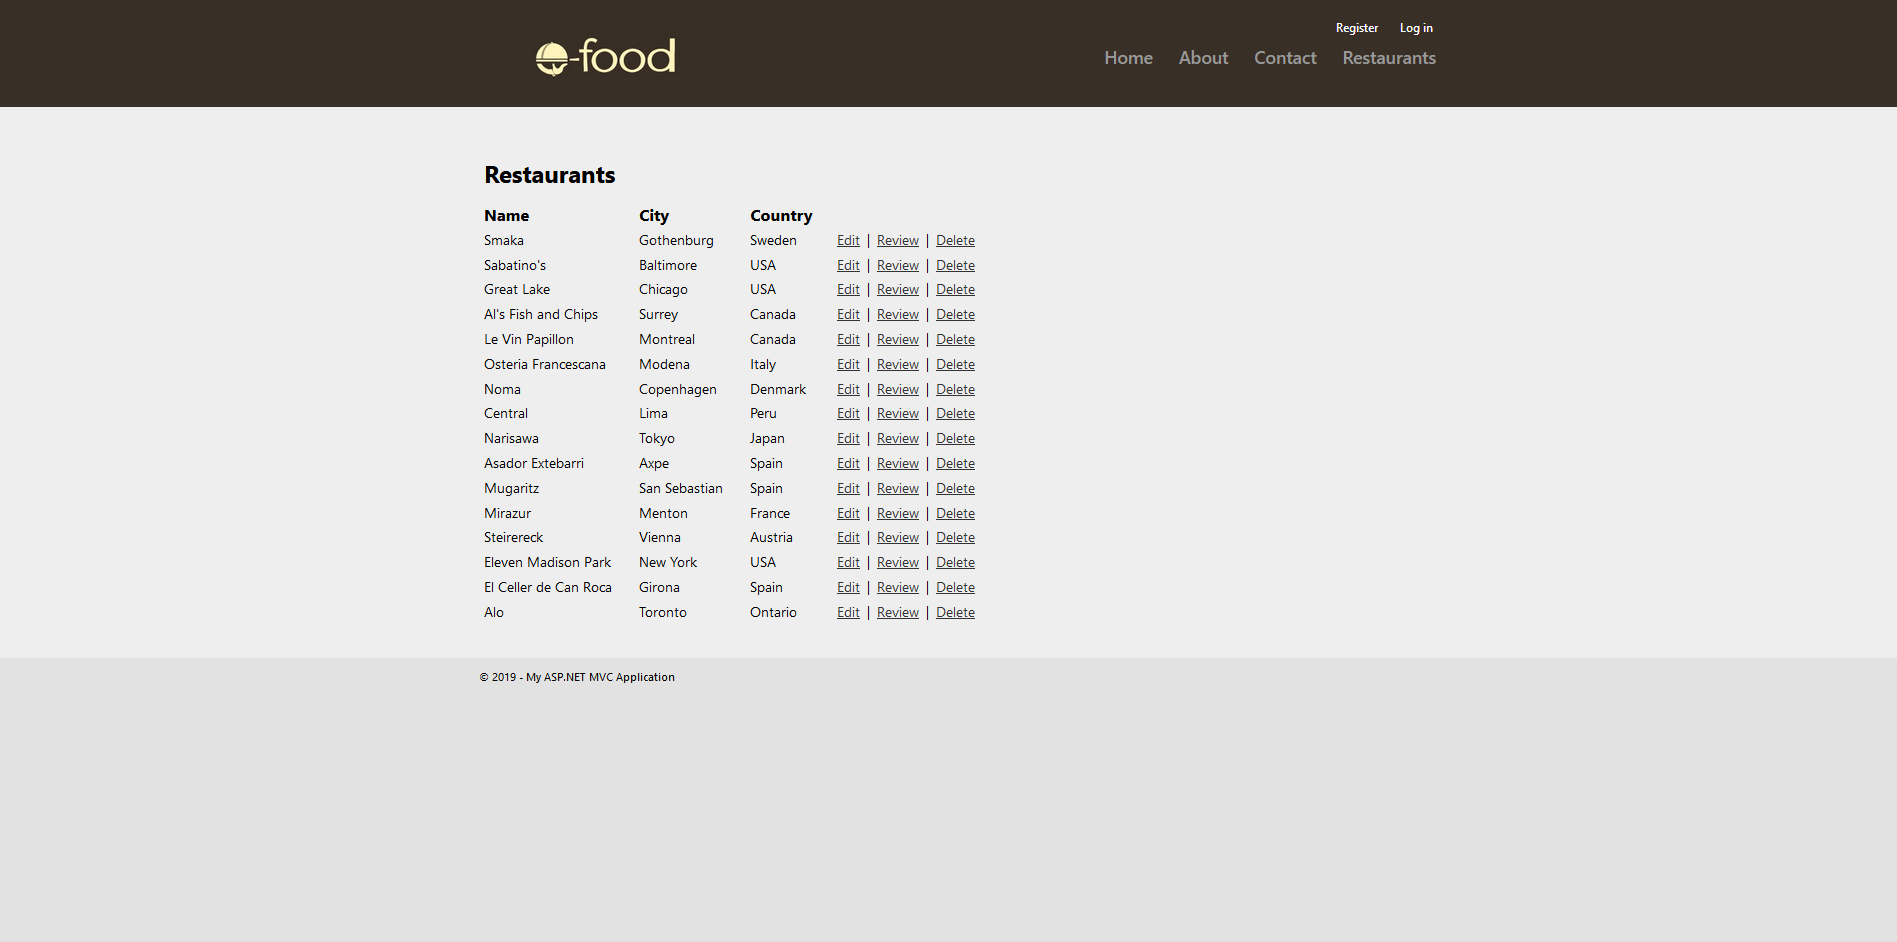 Register Log in
-food
Home About Contact Restaurants
Restaurants
Name City Country
Smaka Gothenburg Sweden Edit | Review | Delete
Sabatino's Baltimore USA Edit | Review | Delete
Great Lake Chicago USA Edit | Review | Delete
Al's Fish and Chips Surrey Canada Edit | Review | Delete
Le Vin Papillon Montreal Canada Edit | Review | Delete
Osteria Francescana Modena Italy Edit | Review | Delete
Noma Copenhagen Denmark Edit | Review | Delete
Central Lima Peru Edit | Review | Delete
Narisawa Tokyo Japan Edit | Review | Delete
Asador Extebarri Axpe Spain Edit | Review | Delete
Mugaritz San Sebastian Spain Edit | Review | Delete
Mirazur Menton France Edit | Review | Delete
Steirereck Vienna Austria Edit | Review | Delete
Eleven Madison Park New York USA Edit | Review | Delete
El Celler de Can Roca Girona Spain Edit | Review | Delete
Alo Toronto Ontario Edit | Review | Delete
© 2019 - My ASP.NET MVC Application